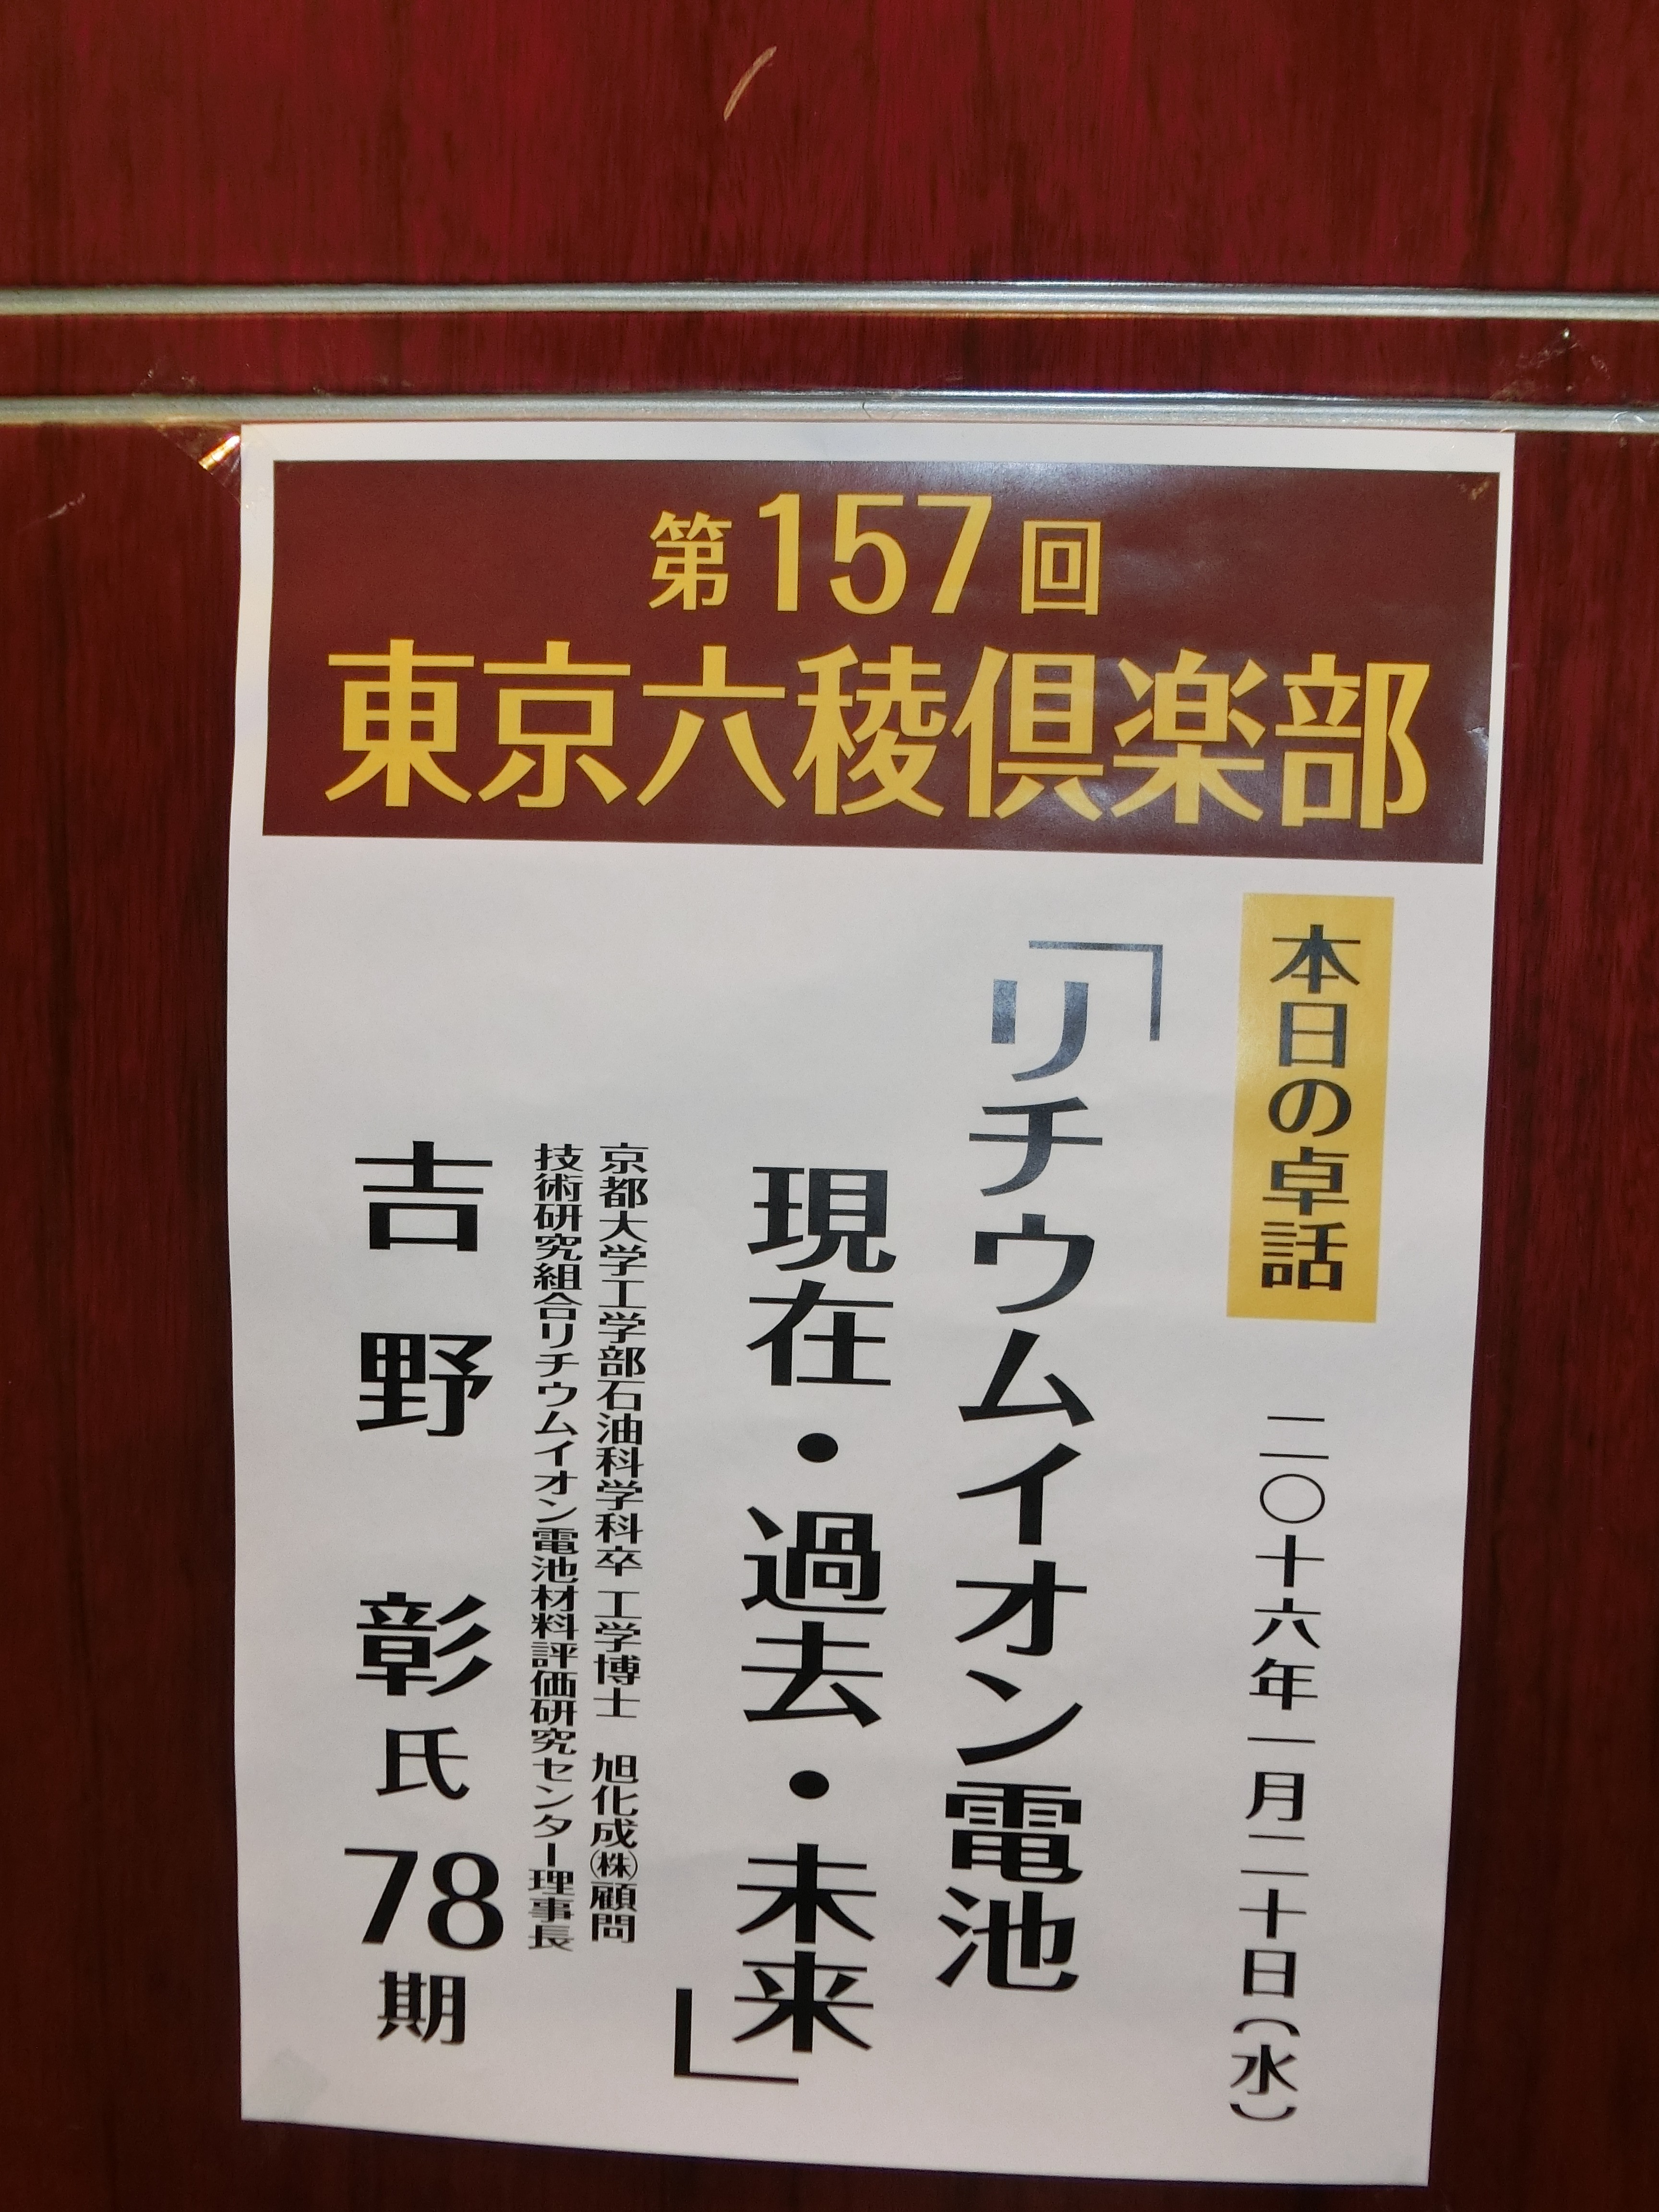 第157回
東京六稜倶楽部
本日の卓話
二〇十六年一月二十日(水)
「リチウムイオン電池
現在・過去・未来」
京都大学工学部石油科学科卒 工学博士 旭化成㈱顧問
技術研究組合リチウムイオン電池材料評価研究センター理事長
吉野 彰氏 78期